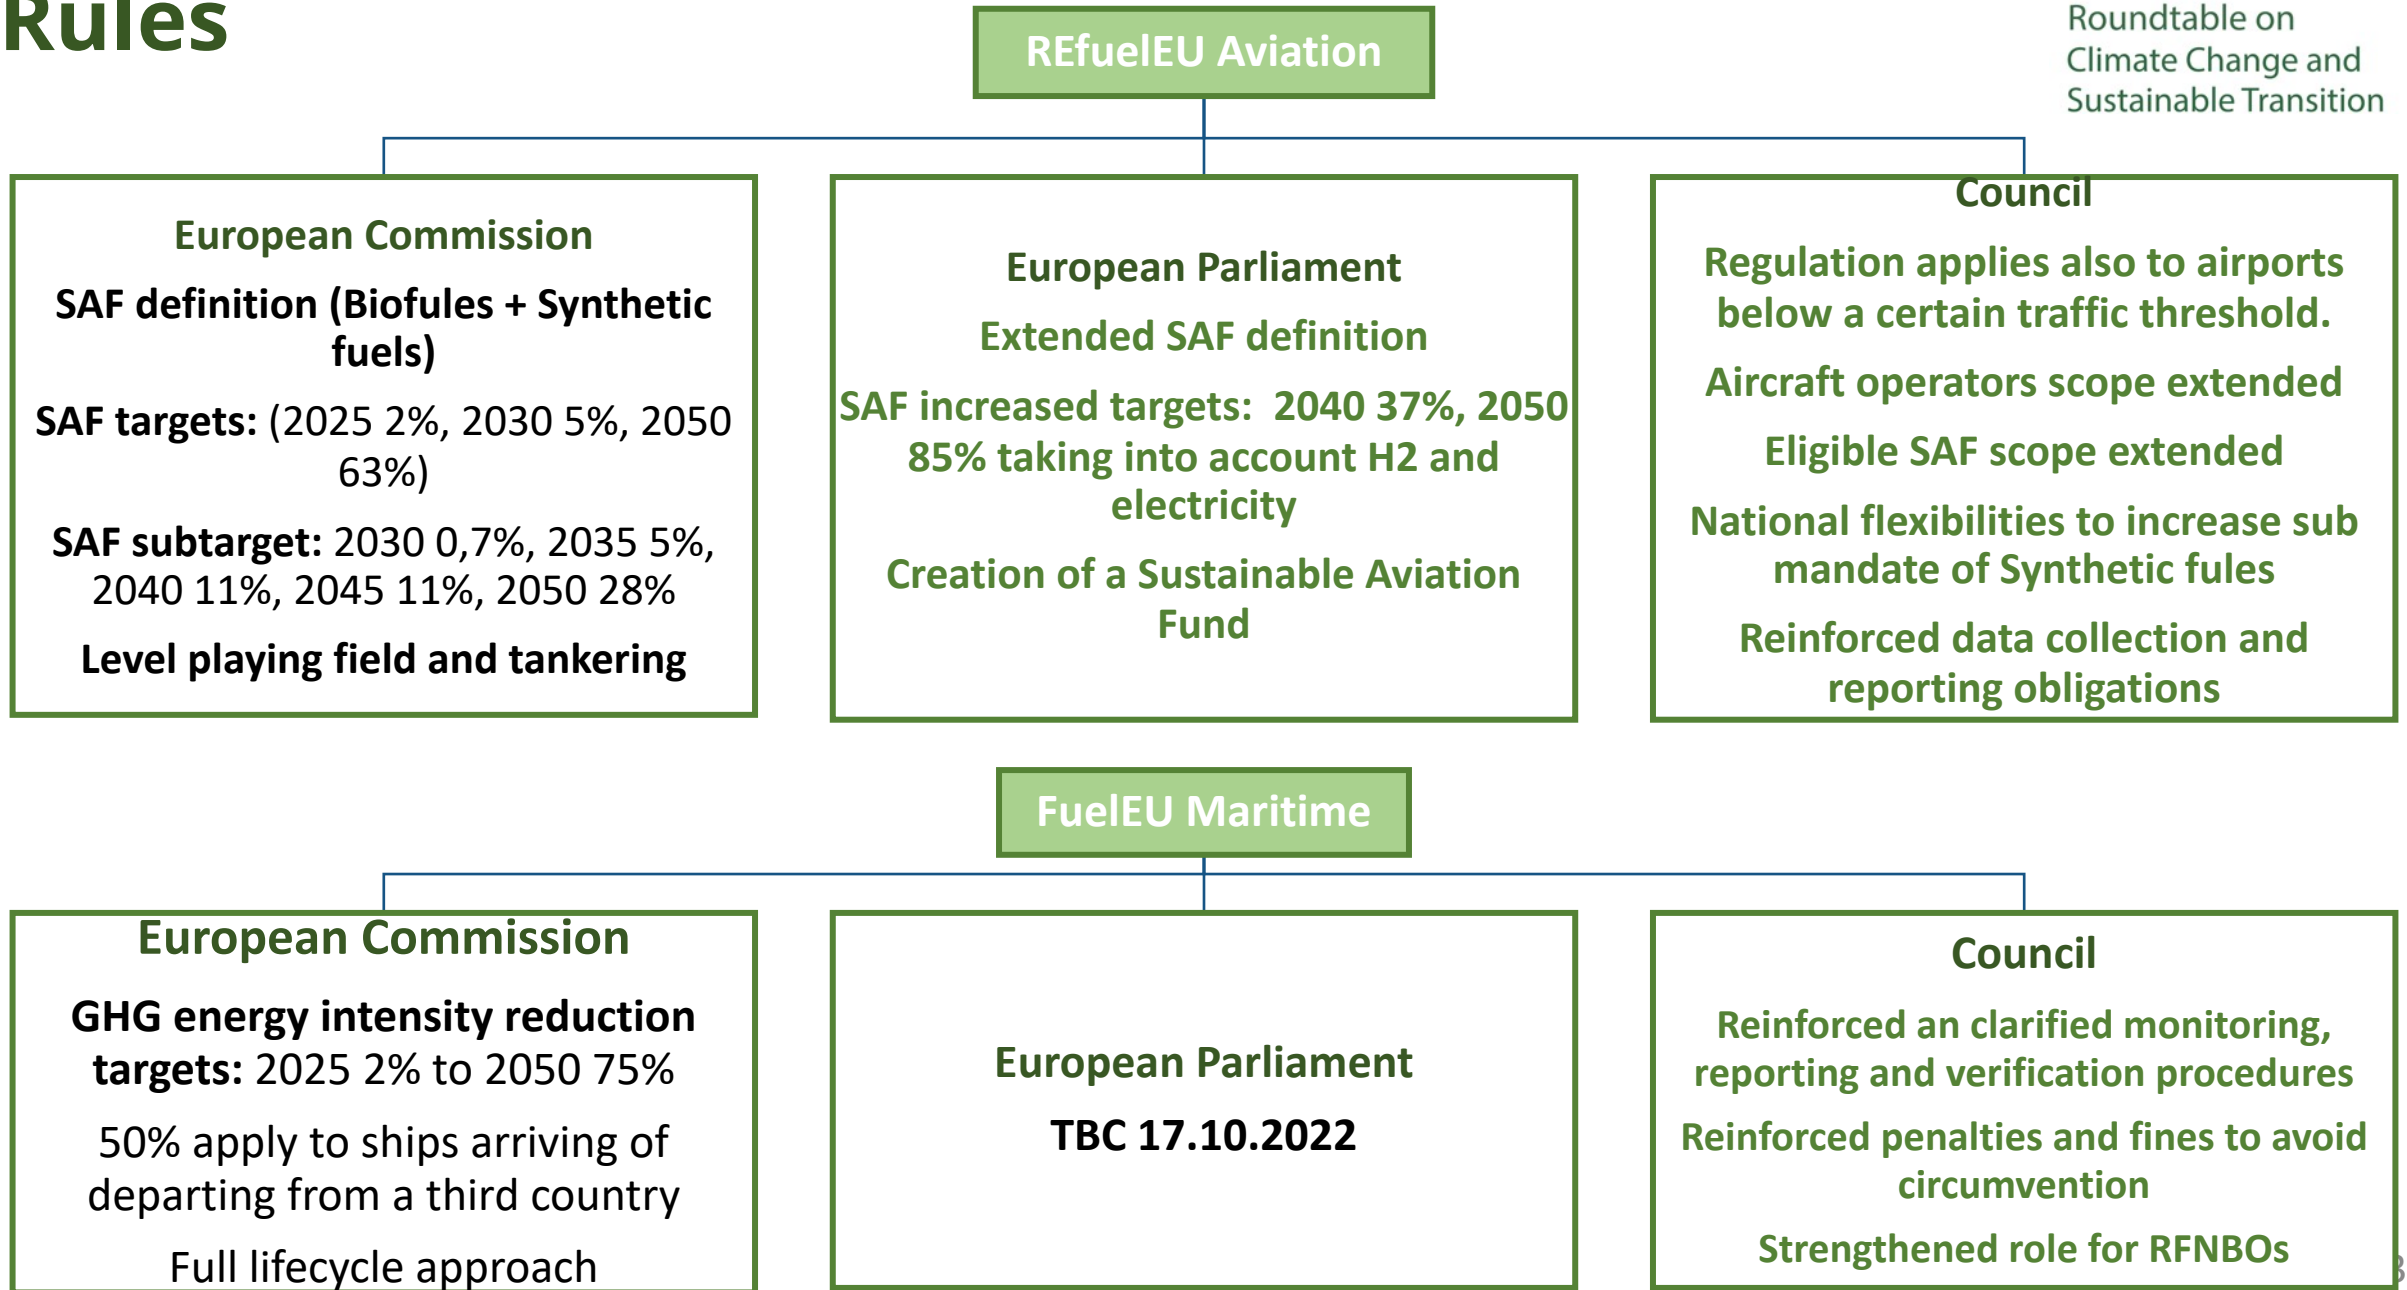 Rules
Roundtable on
Climate Change and
Sustainable Transition
REfuelEU Aviation
European Commission
SAF definition (Biofules + Synthetic
fuels)
SAF targets: (2025 2%, 2030 5%, 2050
63%)
SAF subtarget: 2030 0,7%, 2035 5%,
2040 11%, 2045 11%, 2050 28%
Level playing field and tankering
European Parliament
Extended SAF definition
SAF increased targets: 2040 37%, 2050
85% taking into account H2 and
electricity
Creation of a Sustainable Aviation
Fund
Council
Regulation applies also to airports
below a certain traffic threshold.
Aircraft operators scope extended
Eligible SAF scope extended
National flexibilities to increase sub
mandate of Synthetic fules
Reinforced data collection and
reporting obligations
FuelEU Maritime
European Commission
GHG energy intensity reduction
targets: 2025 2% to 2050 75%
50% apply to ships arriving of
departing from a third country
Full lifecycle approach
European Parliament
TBC 17.10.2022
Council
Reinforced an clarified monitoring,
reporting and verification procedures
Reinforced penalties and fines to avoid
circumvention
Strengthened role for RFNBOs